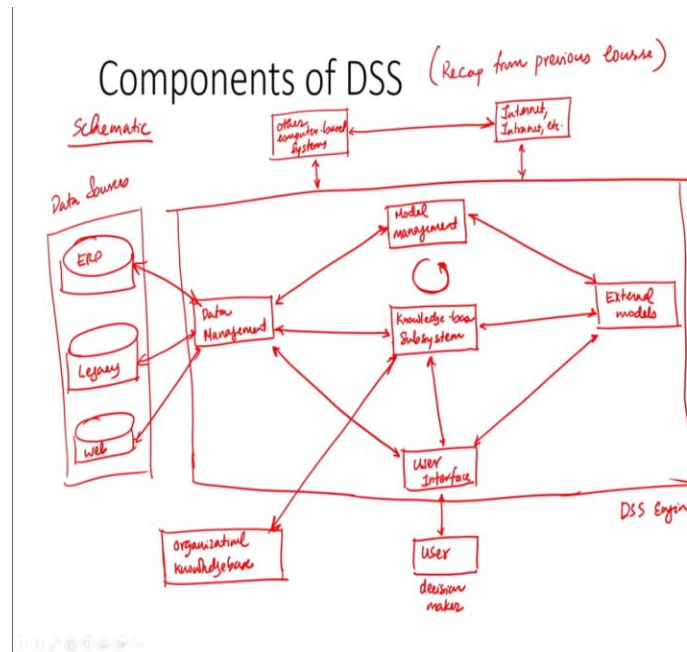 Components of DSS (Recap from previous course)
Schematic
other
computer-based
systems
Internet,
Intranet, etc.
Data Sources
ERP
Legacy
Web
Data
Management
Model
management
Knowledge-base
Subsystem
External
models
User
Interface
DSS Engin
Organizational
knowledgebase
User
decision
maker